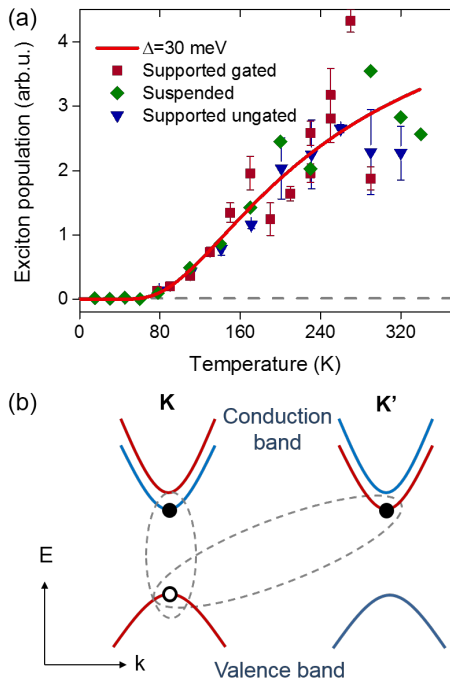 (a)
Exciton population (arb.u.)
4
3
2
1
0
Δ=30 meV
Supported gated
Suspended
Supported ungated
0 80 160 240 320
Temperature (K)
(b)
K K’
Conduction
band
E
k
Valence band